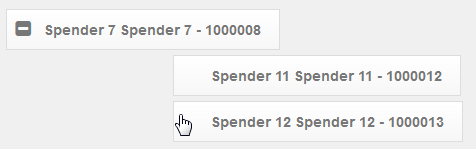 Spender 7 Spender 7 - 1000008
Spender 11 Spender 11 - 1000012
Spender 12 Spender 12 - 1000013